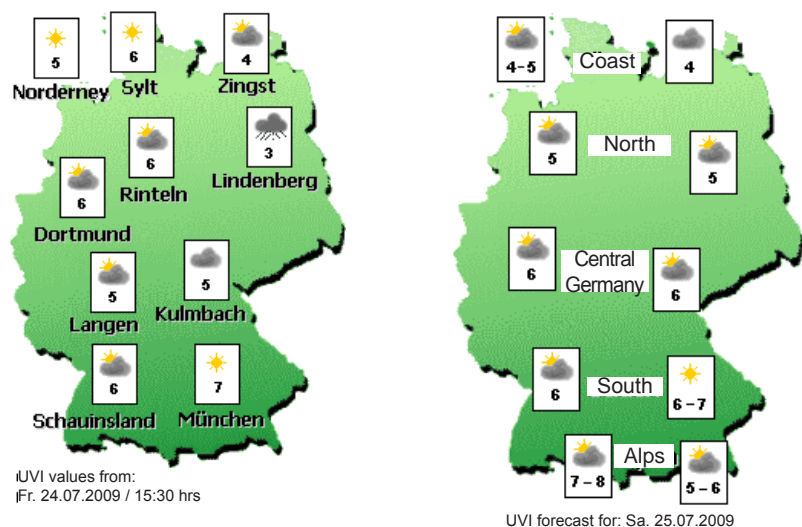 5
Norderney
6
Sylt
4
Zingst
6
Rinteln
3
Lindenberg
6
Dortmund
5
Langen
5
Kulmbach
6
Schauinsland
7
München
UVI values from:
Fr. 24.07.2009 / 15:30 hrs
4-5
Coast
4
5
North
5
6
Central
Germany
6
6
South
6-7
7-8
Alps
5-6
UVI forecast for: Sa. 25.07.2009